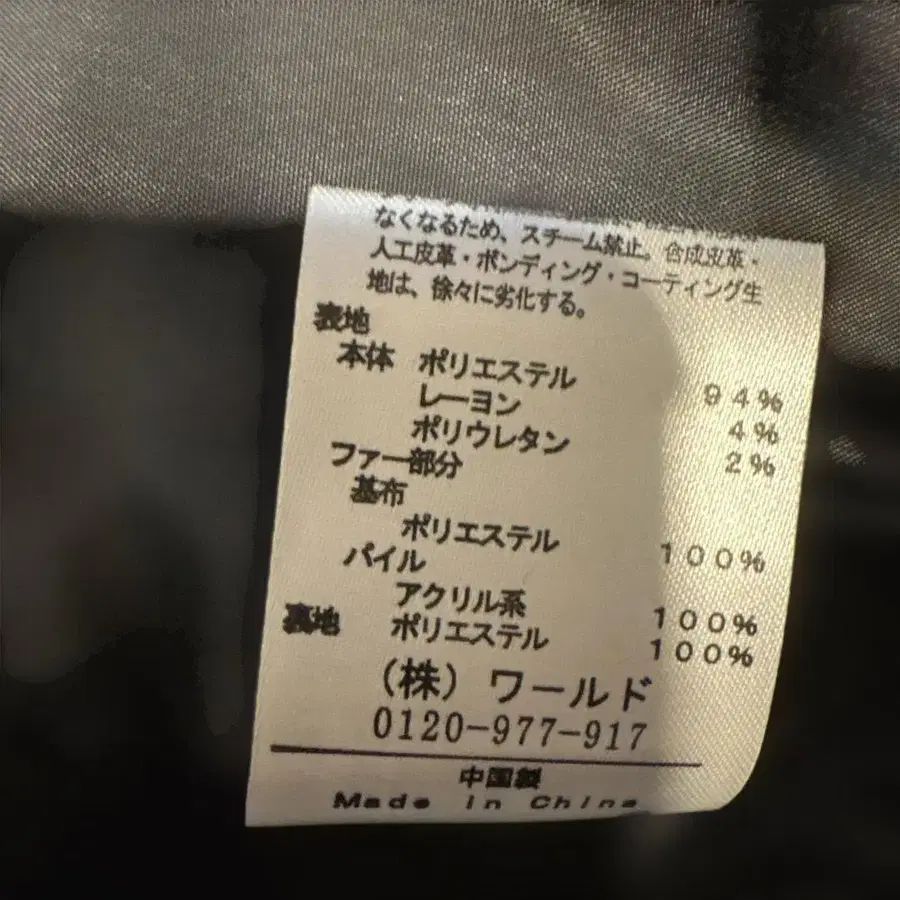 なくなるため、スチーム禁止。合成皮革・
人工皮革・ボンディング・コーティング生
地は、徐々に劣化する。
表地
本体 ポリエステル 94%
レーヨン 4%
ポリウレタン 2%
ファー部分
基布
ポリエステル 100%
パイル
アクリル系 100%
裏地 ポリエステル 100%
（株）ワールド
0120-977-917
中国製
Made in China